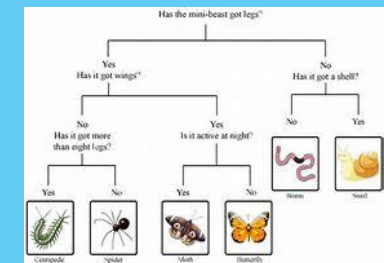 Has the mini-beast got legs?
Yes
Has it got wings?
No
Has it got a shell?
No
Has it got more
than eight legs?
Yes
Is it active at night?
No
Yes
Yes
No
Yes
No
Worm
Snail
Centipede
Spider
Moth
Butterfly